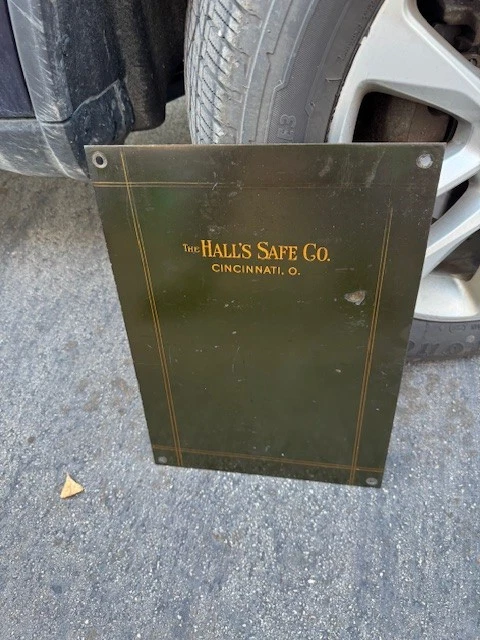 THE HALL'S SAFE CO.
CINCINNATI, O.